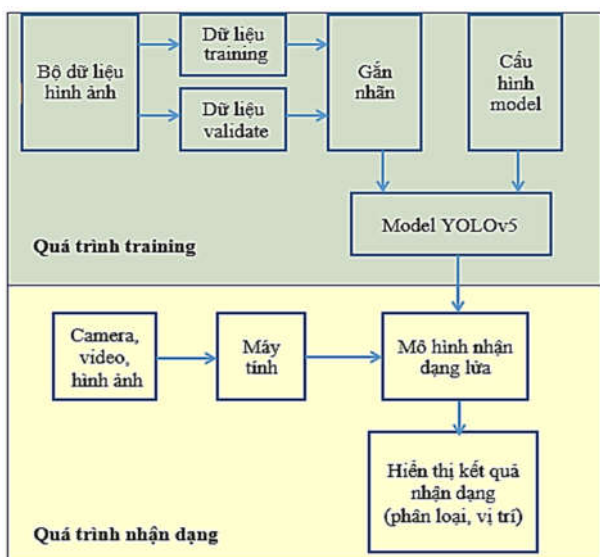 Bộ dữ liệu
hình ảnh
Dữ liệu
training
Dữ liệu
validate
Gắn
nhãn
Cấu
hình
model
Model YOLOv5
Quá trình training
Camera,
video,
hình ảnh
Máy
tính
Mô hình nhận
dạng lửa
Hiển thị kết quả
nhận dạng
(phân loại, vị trí)
Quá trình nhận dạng